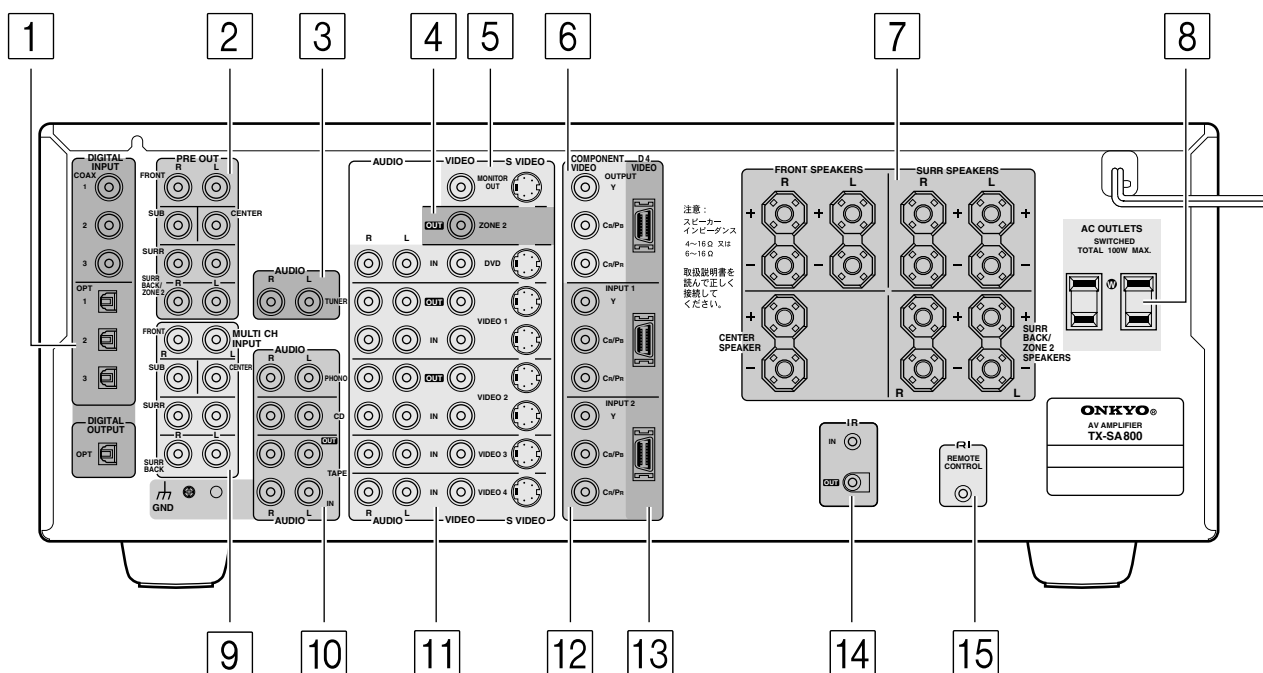 1
2
3
4
5
6
7
8
DIGITAL
INPUT
COAX
1
2
3
OPT
1
2
3
DIGITAL
OUTPUT
OPT
PRE OUT
R L
FRONT
SUB CENTER
SURR
SURR
BACK/
ZONE 2
R L
FRONT MULTI CH
INPUT
R L
SUB CENTER
SURR
R L
SURR
BACK
GND
AUDIO
R L
TUNER
AUDIO
R L
PHONO
CD
OUT
TAPE
IN
R L
AUDIO
AUDIO VIDEO S VIDEO
MONITOR
OUT
OUT ZONE 2
R L
IN DVD
OUT
VIDEO 1
IN
OUT
VIDEO 2
IN
IN VIDEO 3
IN VIDEO 4
R L
AUDIO VIDEO S VIDEO
COMPONENT
VIDEO
D4
VIDEO
OUTPUT
Y
CB/PB
CR/PR
INPUT 1
Y
CB/PB
CR/PR
INPUT 2
Y
CB/PB
CR/PR
注意：
スピーカー
インピーダンス
4～16Ω 又は
6～16Ω
取扱説明書を
読んで正しく
接続して
ください。
FRONT SPEAKERS
R L
+ +
- -
SURR SPEAKERS
R L
+ +
- -
CENTER
SPEAKER
+
-
+ +
- -
SURR
BACK/
ZONE 2
SPEAKERS
R L
AC OUTLETS
SWITCHED
TOTAL 100W MAX.
W
IR
IN
OUT
RI
REMOTE
CONTROL
ONKYO®
AV AMPLIFIER
TX-SA800
9
10
11
12
13
14
15